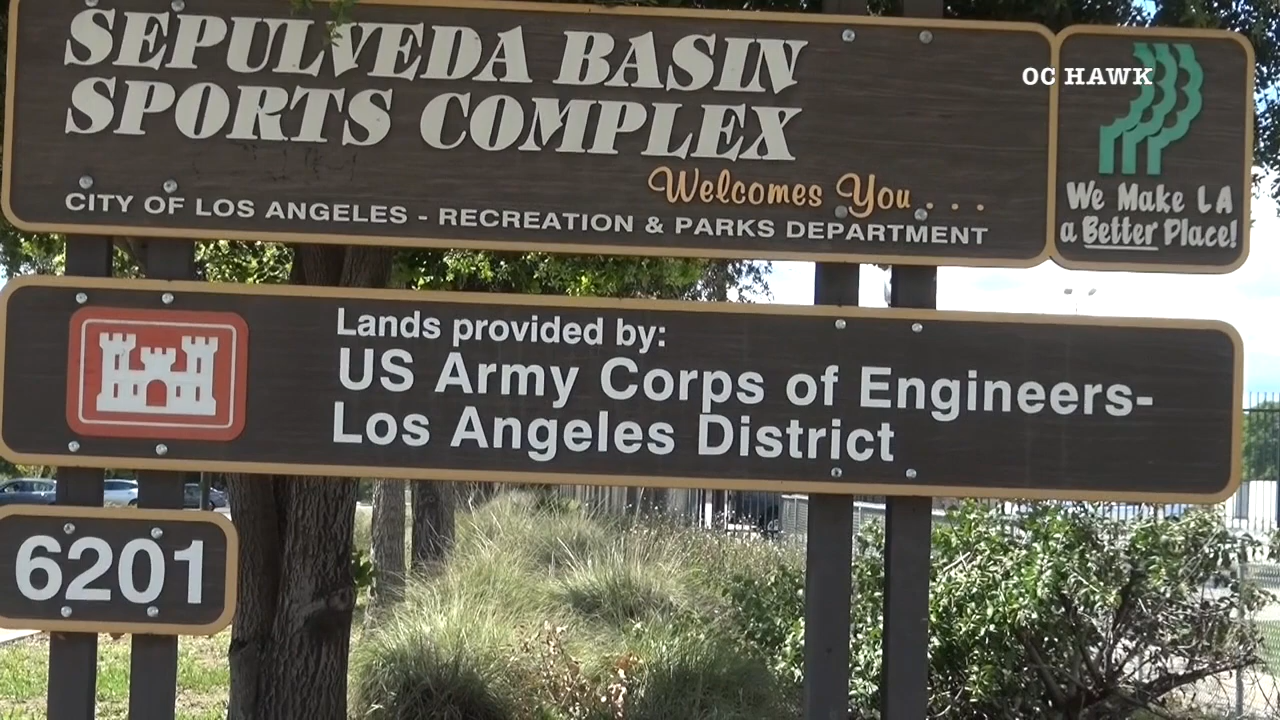 SEPULVEDA BASIN
SPORTS COMPLEX
Welcomes You . . .
CITY OF LOS ANGELES - RECREATION & PARKS DEPARTMENT
OC HAWK
We Make LA
a Better Place!
Lands provided by:
US Army Corps of Engineers-
Los Angeles District
6201